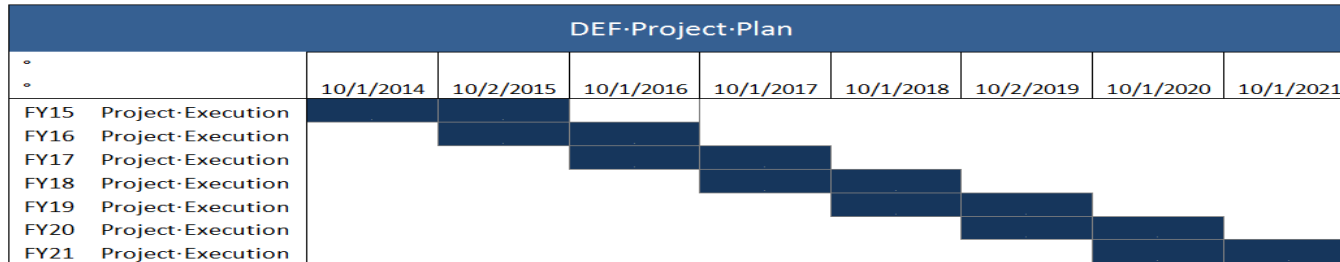 DEF·Project·Plan
°
° 10/1/2014 10/2/2015 10/1/2016 10/1/2017 10/1/2018 10/2/2019 10/1/2020 10/1/2021
FY15 Project·Execution
FY16 Project·Execution
FY17 Project·Execution
FY18 Project·Execution
FY19 Project·Execution
FY20 Project·Execution
FY21 Project·Execution